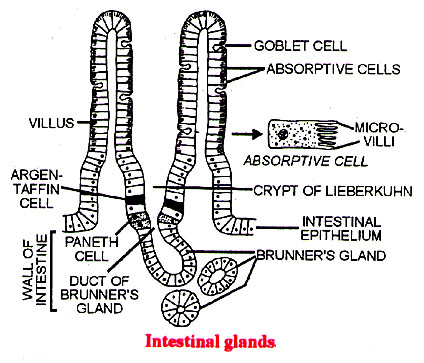 GOBLET CELL
ABSORPTIVE CELLS
VILLUS
MICRO-
VILLI
ABSORPTIVE CELL
ARGEN-
TAFFIN
CELL
CRYPT OF LIEBERKUHN
INTESTINAL
EPITHELIUM
WALL OF
INTESTINE
PANETH
CELL
BRUNNER'S GLAND
DUCT OF
BRUNNER'S
GLAND
Intestinal glands